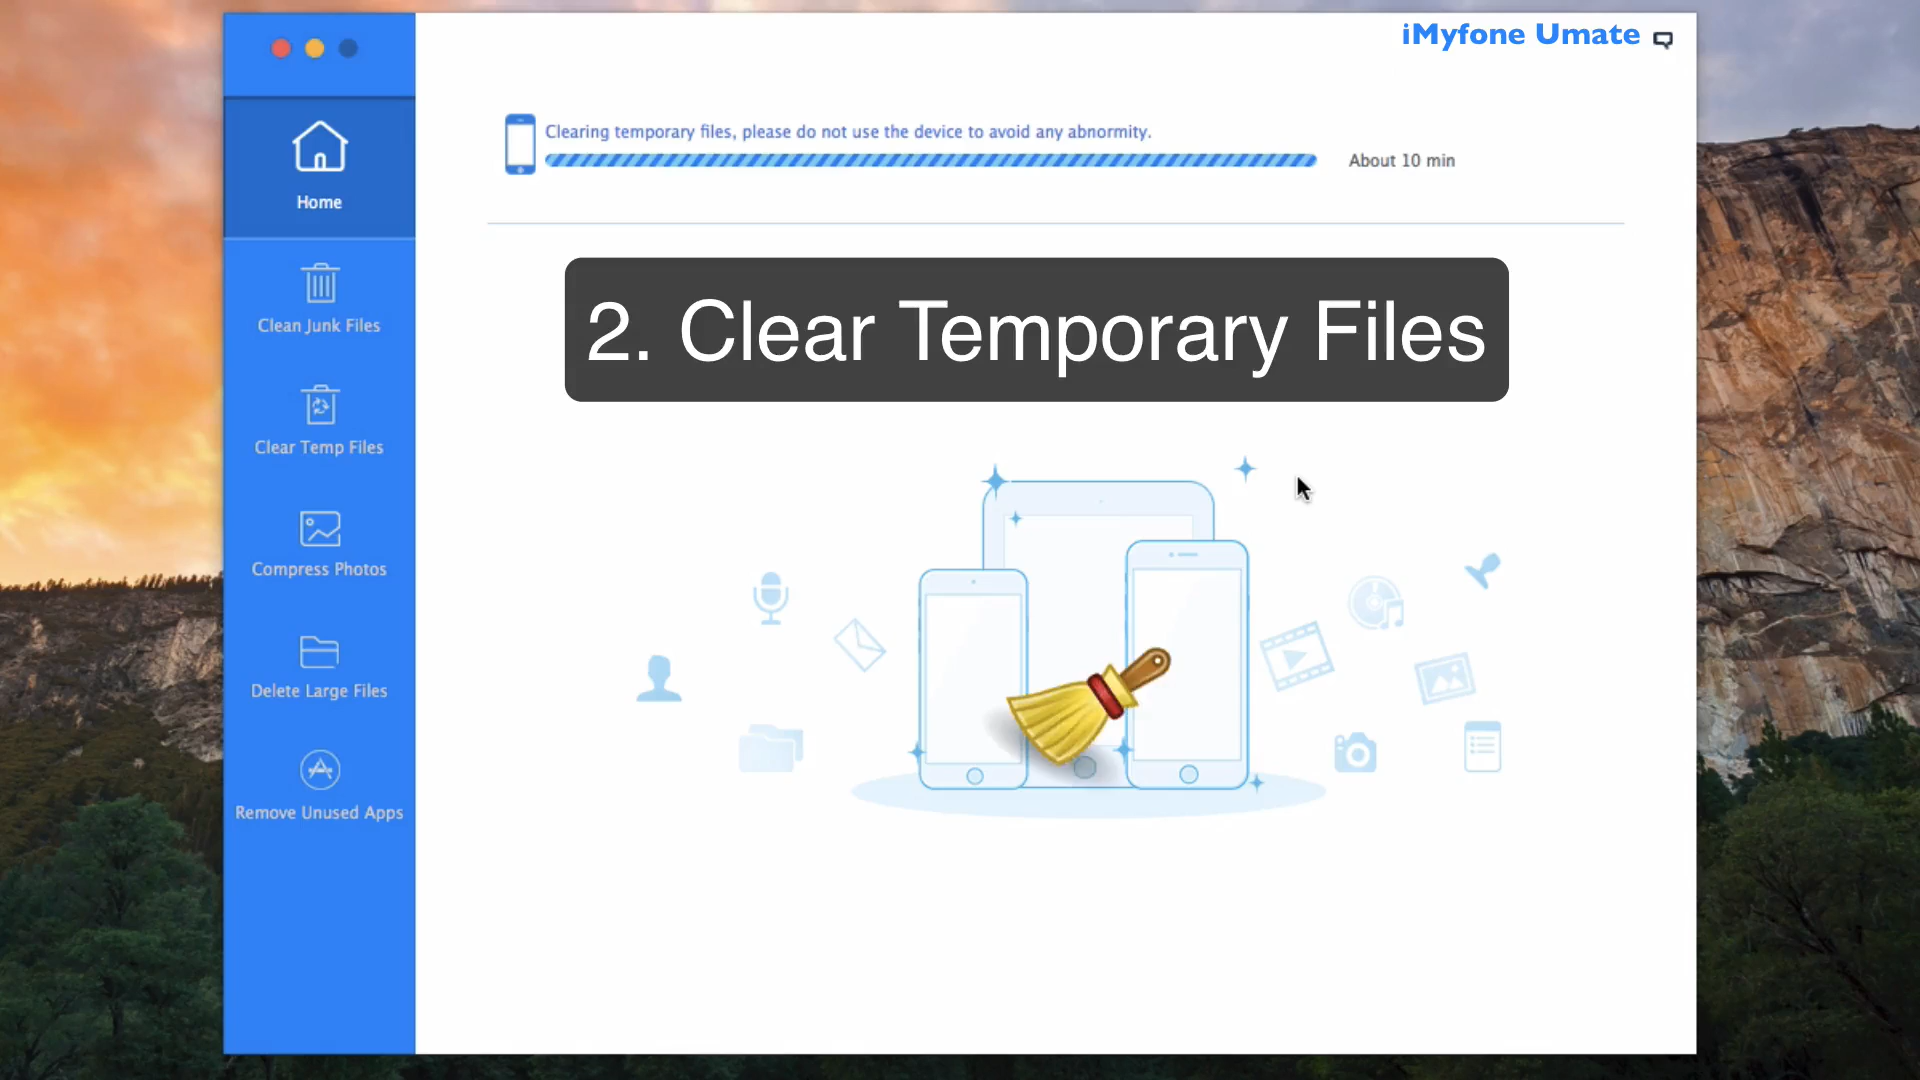 iMyfone Umate
Clearing temporary files, please do not use the device to avoid any abnormity.
About 10 min
Home
2. Clear Temporary Files
Clean Junk Files
Clear Temp Files
Compress Photos
Delete Large Files
Remove Unused Apps